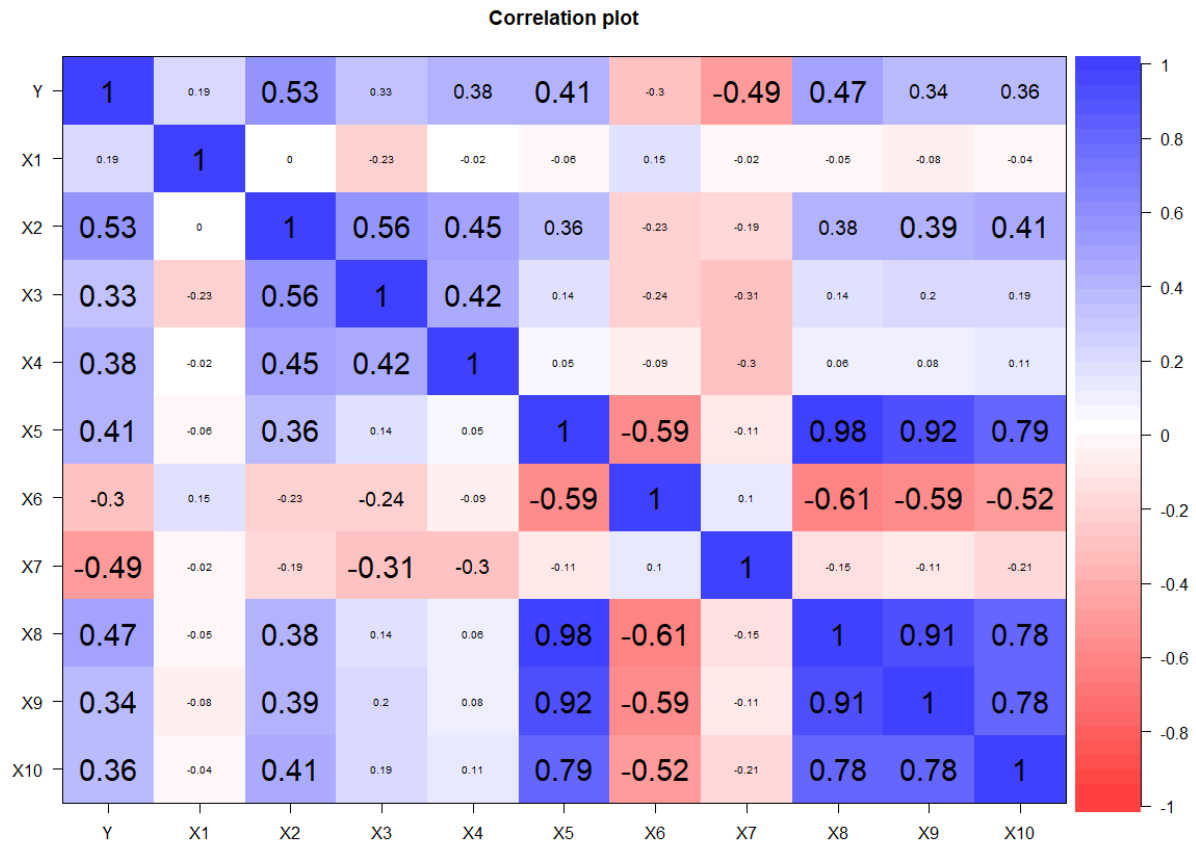 Correlation plot
Y 1 0.19 0.53 0.33 0.38 0.41 -0.3 -0.49 0.47 0.34 0.36 1
X1 0.19 1 0 -0.23 -0.02 -0.06 0.15 -0.02 -0.05 -0.08 -0.04 0.8
X2 0.53 0 1 0.56 0.45 0.36 -0.23 -0.19 0.38 0.39 0.41 0.6
X3 0.33 -0.23 0.56 1 0.42 0.14 -0.24 -0.31 0.14 0.2 0.19 0.4
X4 0.38 -0.02 0.45 0.42 1 0.05 -0.09 -0.3 0.06 0.08 0.11 0.2
X5 0.41 -0.06 0.36 0.14 0.05 1 -0.59 -0.11 0.98 0.92 0.79 0
X6 -0.3 0.15 -0.23 -0.24 -0.09 -0.59 1 0.1 -0.61 -0.59 -0.52 -0.2
X7 -0.49 -0.02 -0.19 -0.31 -0.3 -0.11 0.1 1 -0.15 -0.11 -0.21 -0.4
X8 0.47 -0.05 0.38 0.14 0.06 0.98 -0.61 -0.15 1 0.91 0.78 -0.6
X9 0.34 -0.08 0.39 0.2 0.08 0.92 -0.59 -0.11 0.91 1 0.78 -0.8
X10 0.36 -0.04 0.41 0.19 0.11 0.79 -0.52 -0.21 0.78 0.78 1 -1
Y X1 X2 X3 X4 X5 X6 X7 X8 X9 X10